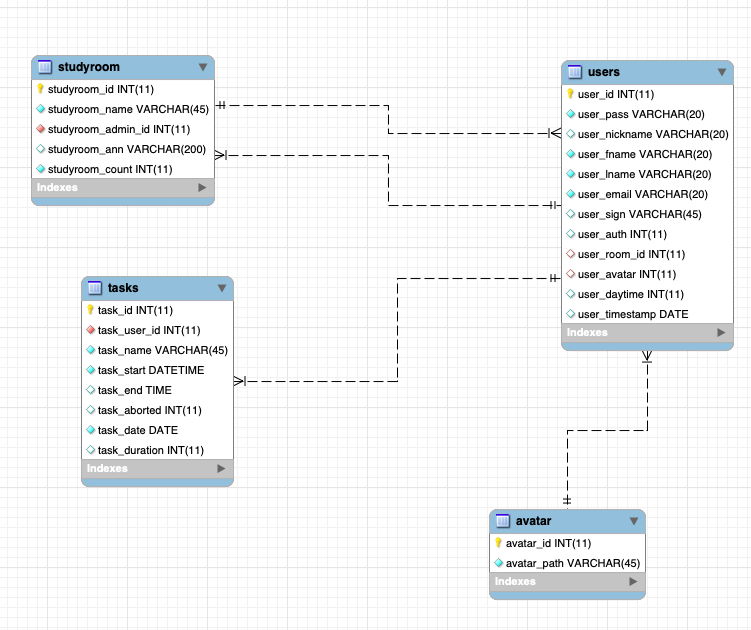 studyroom
studyroom_id INT(11)
studyroom_name VARCHAR(45)
studyroom_admin_id INT(11)
studyroom_ann VARCHAR(200)
studyroom_count INT(11)
Indexes
users
user_id INT(11)
user_pass VARCHAR(20)
user_nickname VARCHAR(20)
user_fname VARCHAR(20)
user_lname VARCHAR(20)
user_email VARCHAR(20)
user_sign VARCHAR(45)
user_auth INT(11)
user_room_id INT(11)
user_avatar INT(11)
user_daytime INT(11)
user_timestamp DATE
Indexes
tasks
task_id INT(11)
task_user_id INT(11)
task_name VARCHAR(45)
task_start DATETIME
task_end TIME
task_aborted INT(11)
task_date DATE
task_duration INT(11)
Indexes
avatar
avatar_id INT(11)
avatar_path VARCHAR(45)
Indexes